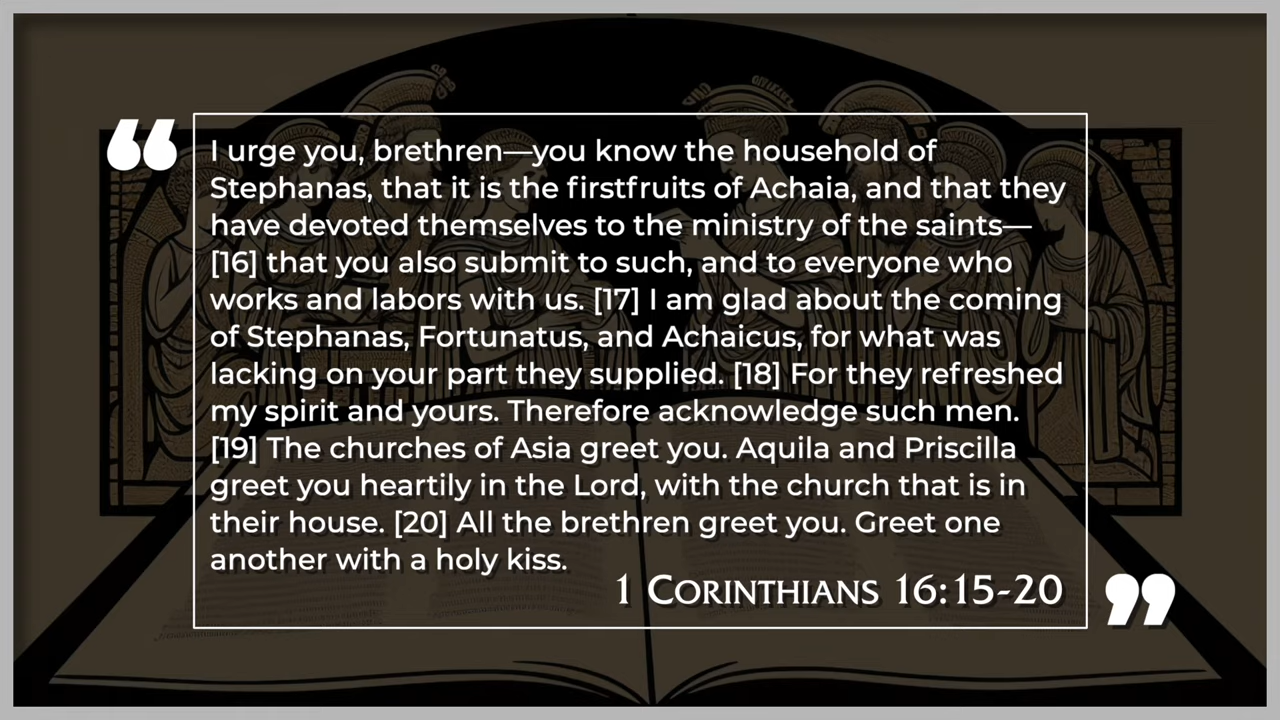 “
I urge you, brethren—you know the household of
Stephanas, that it is the firstfruits of Achaia, and that they
have devoted themselves to the ministry of the saints—
[16] that you also submit to such, and to everyone who
works and labors with us. [17] I am glad about the coming
of Stephanas, Fortunatus, and Achaicus, for what was
lacking on your part they supplied. [18] For they refreshed
my spirit and yours. Therefore acknowledge such men.
[19] The churches of Asia greet you. Aquila and Priscilla
greet you heartily in the Lord, with the church that is in
their house. [20] All the brethren greet you. Greet one
another with a holy kiss.
1 Corinthians 16:15-20
”